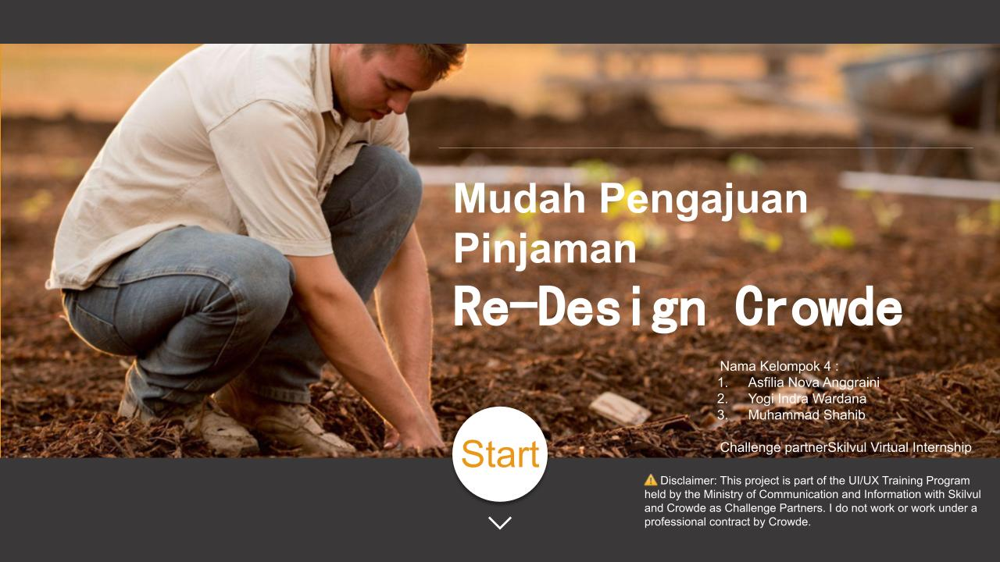 Mudah Pengajuan
Pinjaman
Re-Design Crowde
Nama Kelompok 4 :
1. Asfilia Nova Anggraini
2. Yogi Indra Wardana
3. Muhammad Shahib
Challenge partnerSkilvul Virtual Internship
Start
⚠️ Disclaimer: This project is part of the UI/UX Training Program
held by the Ministry of Communication and Information with Skilvul
and Crowde as Challenge Partners. I do not work or work under a
professional contract by Crowde.